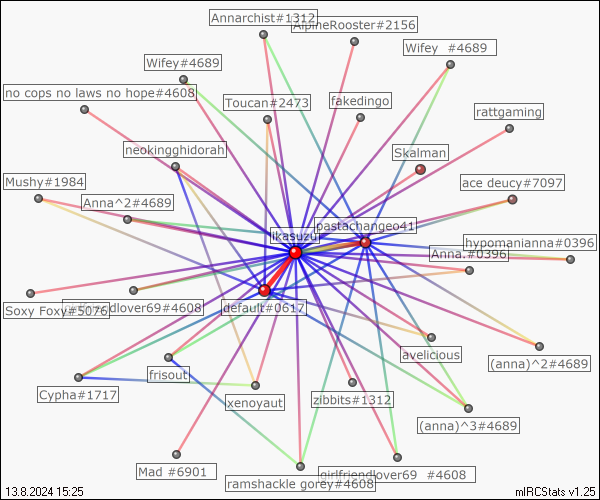 Annarchist#1312
AlpineRooster#2156
Wifey #4689
Wifey#4689
no cops no laws no hope#4608
Toucan#2473
fakedingo
rattgaming
neokingghidorah
Skalman
Mushy#1984
ace deucy#7097
Anna^2#4689
pastachangeo41
ikasuzu
hypomanianna#0396
Anna.#0396
Soxy Foxy#5076
friendlover69#4608
default#0617
avelicious
(anna)^2#4689
frisout
Cypha#1717
xenoyaut
zibbits#1312
(anna)^3#4689
Mad #6901
ramshackle gorey#4608
girlfriendlover69 #4608
13.8.2024 15:25
mIRCStats v1.25